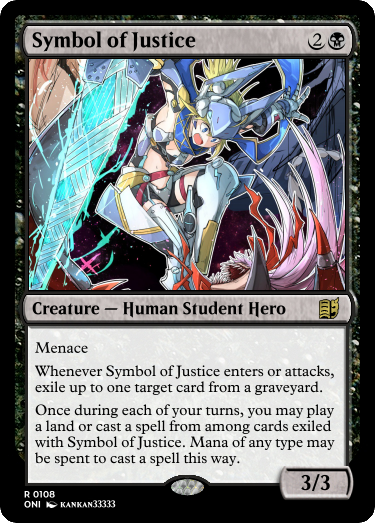 Symbol of Justice 2
Creature — Human Student Hero
Menace
Whenever Symbol of Justice enters or attacks,
exile up to one target card from a graveyard.
Once during each of your turns, you may play
a land or cast a spell from among cards exiled
with Symbol of Justice. Mana of any type may
be spent to cast a spell this way.
3/3
R 0108
ONI KANKAN33333